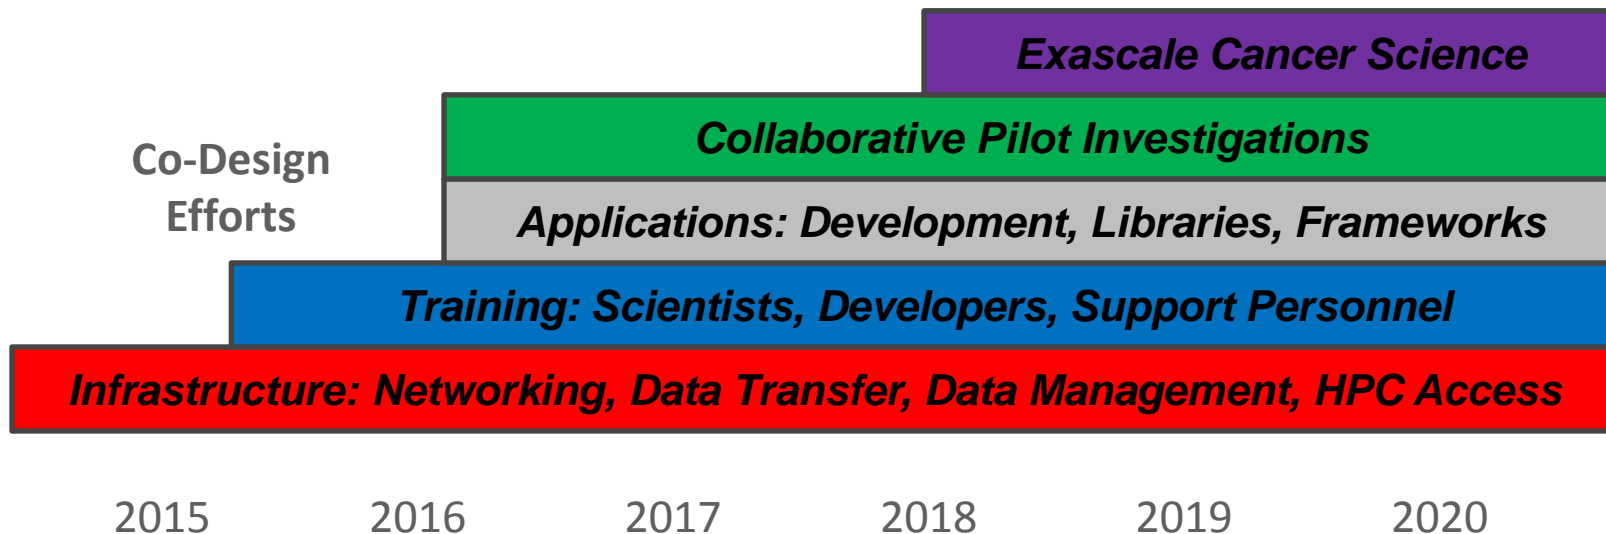 Exascale Cancer Science
Collaborative Pilot Investigations
Co-Design
Efforts
Applications: Development, Libraries, Frameworks
Training: Scientists, Developers, Support Personnel
Infrastructure: Networking, Data Transfer, Data Management, HPC Access
2015 2016 2017 2018 2019 2020